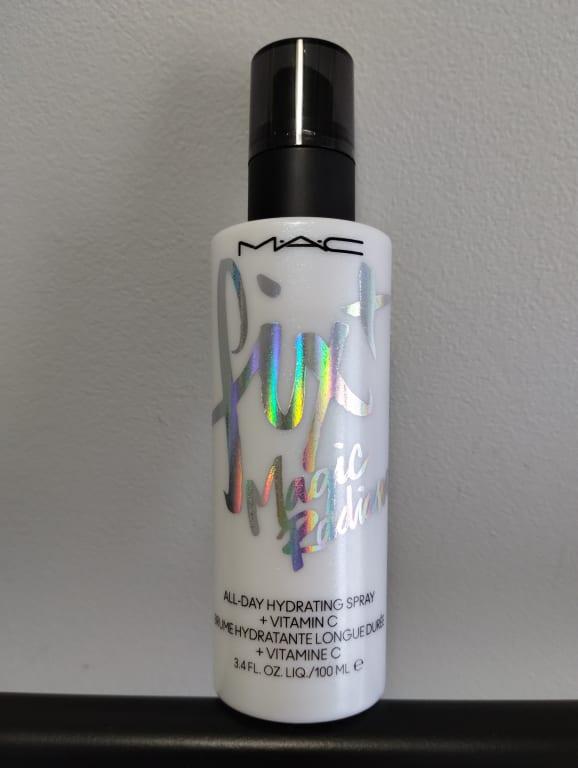 M·A·C
fix+
Magic
Radian
ALL-DAY HYDRATING SPRAY
+ VITAMIN C
BRUME HYDRATANTE LONGUE DURÉE
+ VITAMINE C
3.4 FL. OZ. LIQ./100 ML ℮